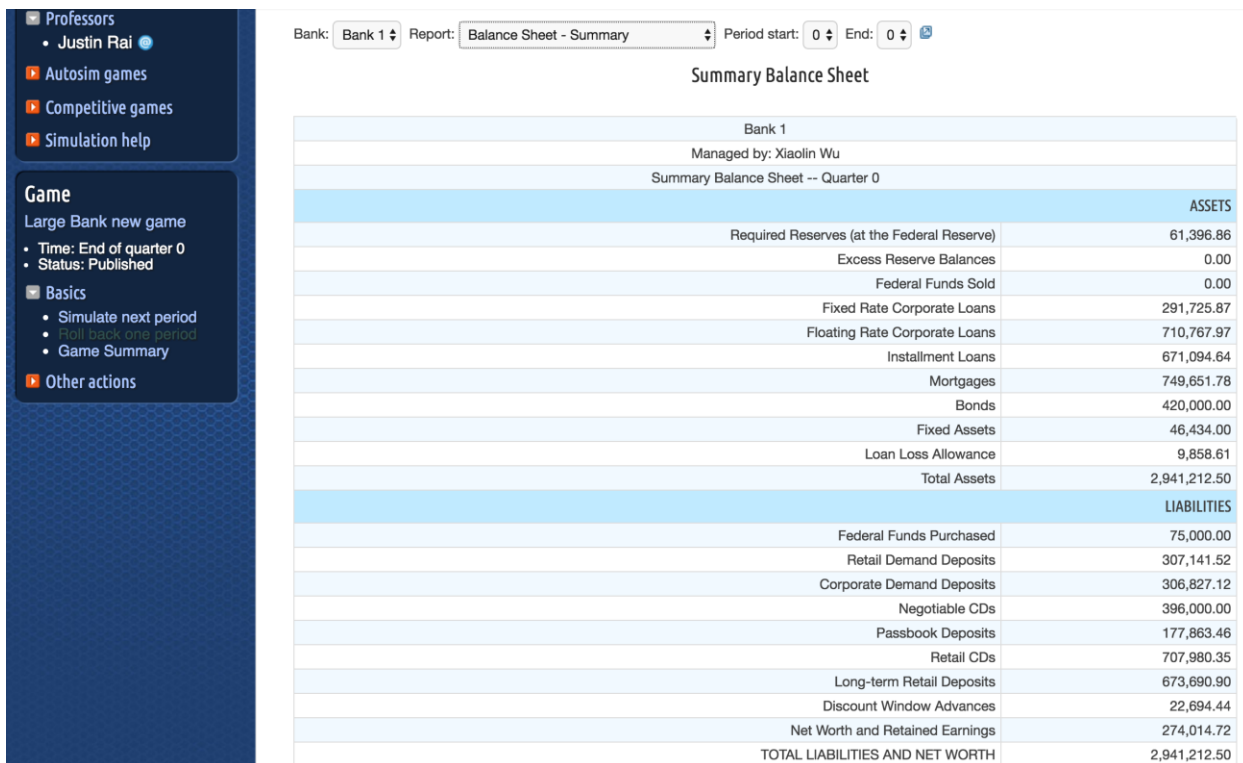 Professors
• Justin Rai
Autosim games
Competitive games
Simulation help
Game
Large Bank new game
• Time: End of quarter 0
• Status: Published
Basics
• Simulate next period
• Roll back one period
• Game Summary
Other actions
Bank: Bank 1 Report: Balance Sheet - Summary Period start: 0 End: 0
Summary Balance Sheet
Bank 1
Managed by: Xiaolin Wu
Summary Balance Sheet -- Quarter 0
ASSETS
Required Reserves (at the Federal Reserve) 61,396.86
Excess Reserve Balances 0.00
Federal Funds Sold 0.00
Fixed Rate Corporate Loans 291,725.87
Floating Rate Corporate Loans 710,767.97
Installment Loans 671,094.64
Mortgages 749,651.78
Bonds 420,000.00
Fixed Assets 46,434.00
Loan Loss Allowance 9,858.61
Total Assets 2,941,212.50
LIABILITIES
Federal Funds Purchased 75,000.00
Retail Demand Deposits 307,141.52
Corporate Demand Deposits 306,827.12
Negotiable CDs 396,000.00
Passbook Deposits 177,863.46
Retail CDs 707,980.35
Long-term Retail Deposits 673,690.90
Discount Window Advances 22,694.44
Net Worth and Retained Earnings 274,014.72
TOTAL LIABILITIES AND NET WORTH 2,941,212.50